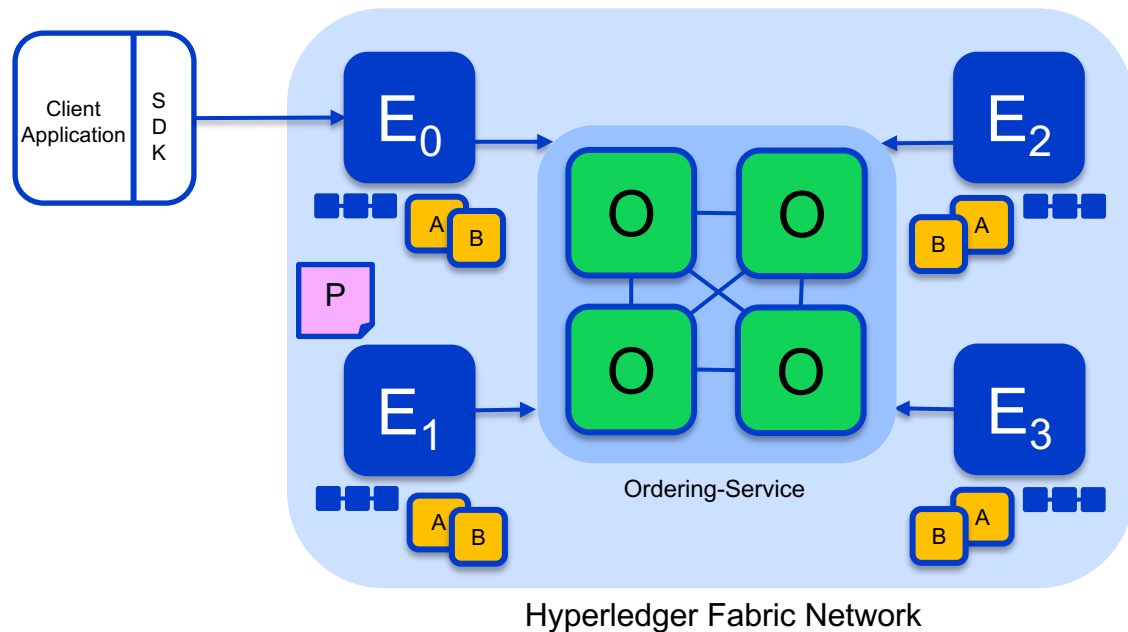 Client
Application
S
D
K
E0
E2
O
O
A
B
B
A
P
O
O
E1
E3
Ordering-Service
A
B
B
A
Hyperledger Fabric Network